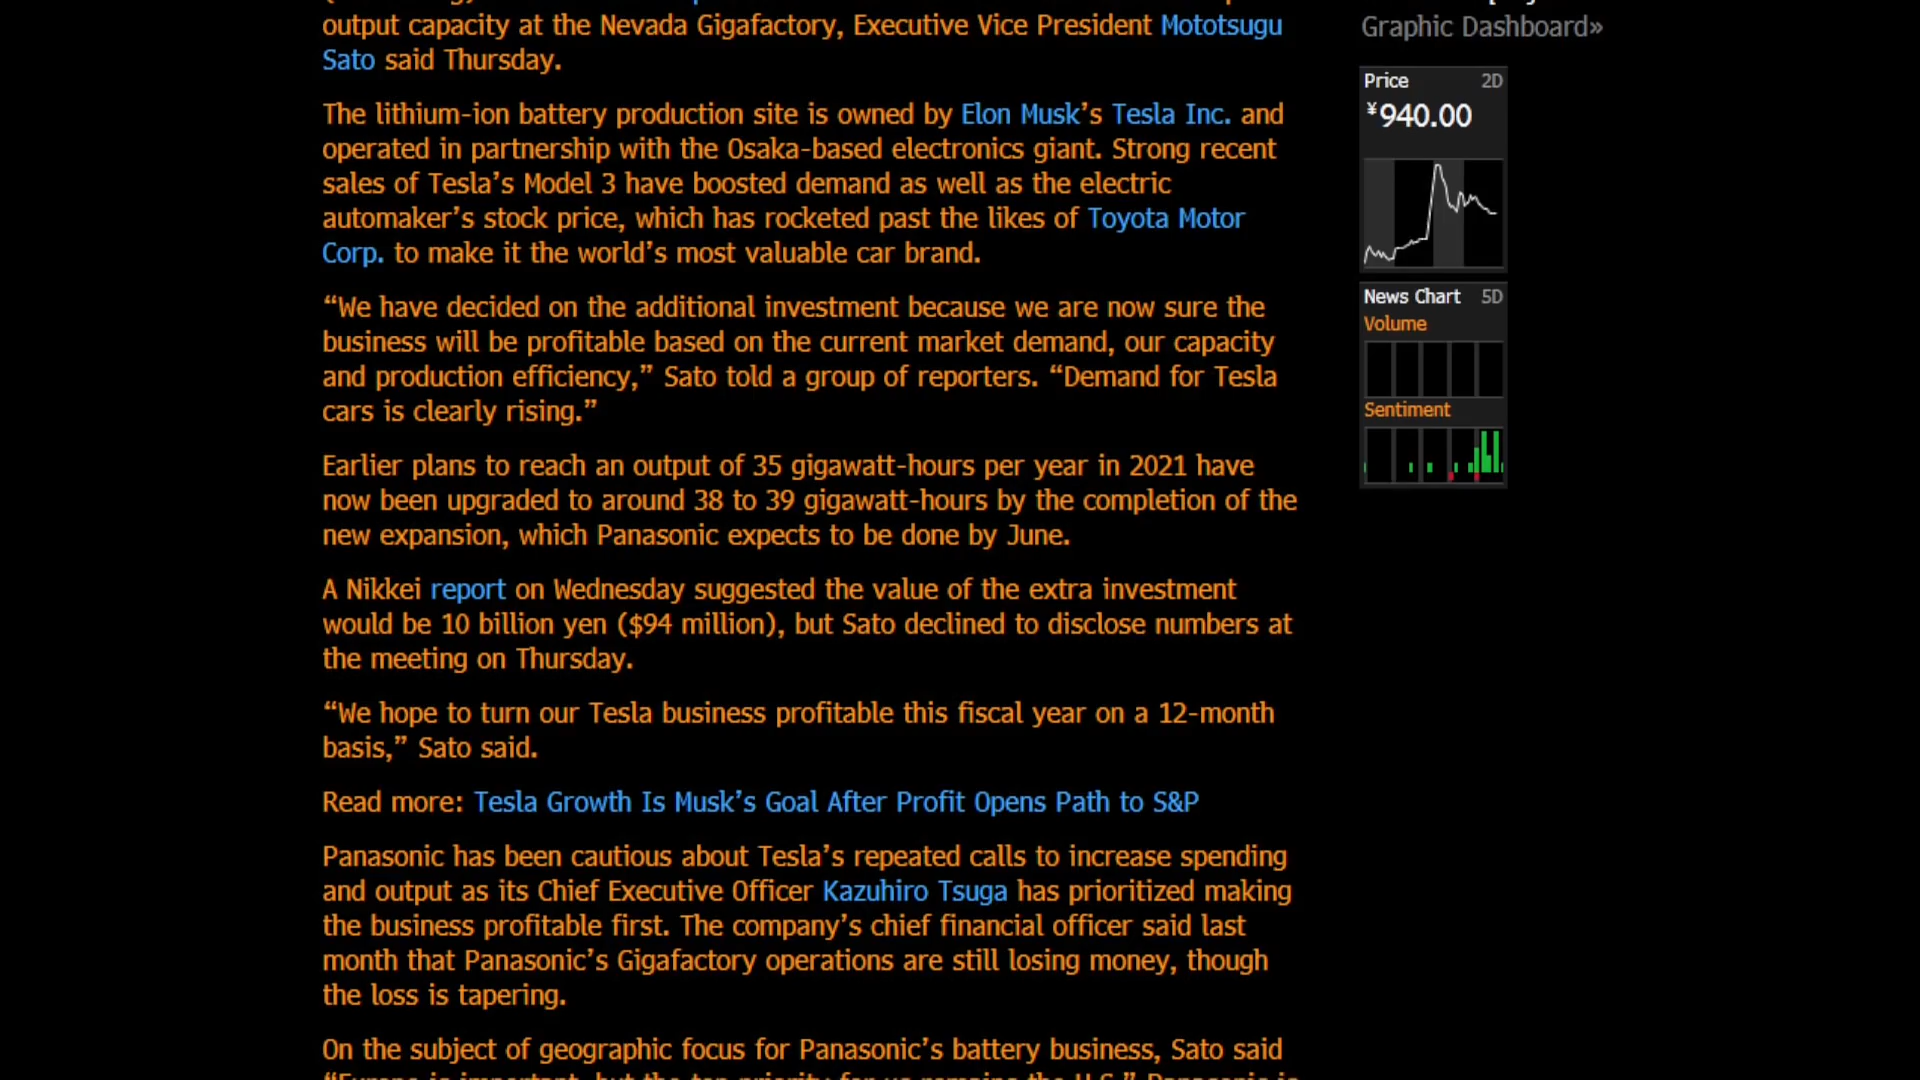 output capacity at the Nevada Gigafactory, Executive Vice President Mototsugu
Sato said Thursday.
The lithium-ion battery production site is owned by Elon Musk’s Tesla Inc. and
operated in partnership with the Osaka-based electronics giant. Strong recent
sales of Tesla’s Model 3 have boosted demand as well as the electric
automaker’s stock price, which has rocketed past the likes of Toyota Motor
Corp. to make it the world’s most valuable car brand.
“We have decided on the additional investment because we are now sure the
business will be profitable based on the current market demand, our capacity
and production efficiency,” Sato told a group of reporters. “Demand for Tesla
cars is clearly rising.”
Earlier plans to reach an output of 35 gigawatt-hours per year in 2021 have
now been upgraded to around 38 to 39 gigawatt-hours by the completion of the
new expansion, which Panasonic expects to be done by June.
A Nikkei report on Wednesday suggested the value of the extra investment
would be 10 billion yen ($94 million), but Sato declined to disclose numbers at
the meeting on Thursday.
“We hope to turn our Tesla business profitable this fiscal year on a 12-month
basis,” Sato said.
Read more: Tesla Growth Is Musk’s Goal After Profit Opens Path to S&P
Panasonic has been cautious about Tesla’s repeated calls to increase spending
and output as its Chief Executive Officer Kazuhiro Tsuga has prioritized making
the business profitable first. The company’s chief financial officer said last
month that Panasonic’s Gigafactory operations are still losing money, though
the loss is tapering.
On the subject of geographic focus for Panasonic’s battery business, Sato said
“Europe is important, but the top priority for us remains the U.S.” Panasonic is
Graphic Dashboard»
Price 2D
¥940.00
News Chart 5D
Volume
Sentiment